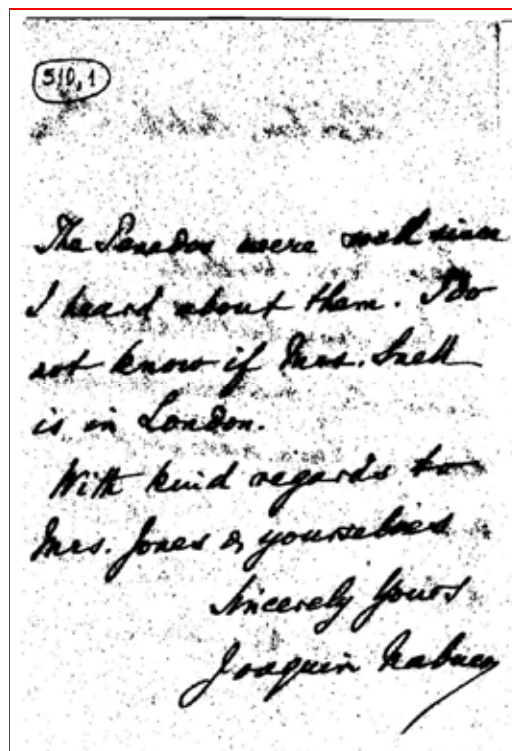 510,1
The Penedos were well since
I heard about them. I do
not know if Mrs. Snell
is in London.
With kind regards to
Mrs. Jones & yourselves
Sincerely Yours
Joaquim Nabuco